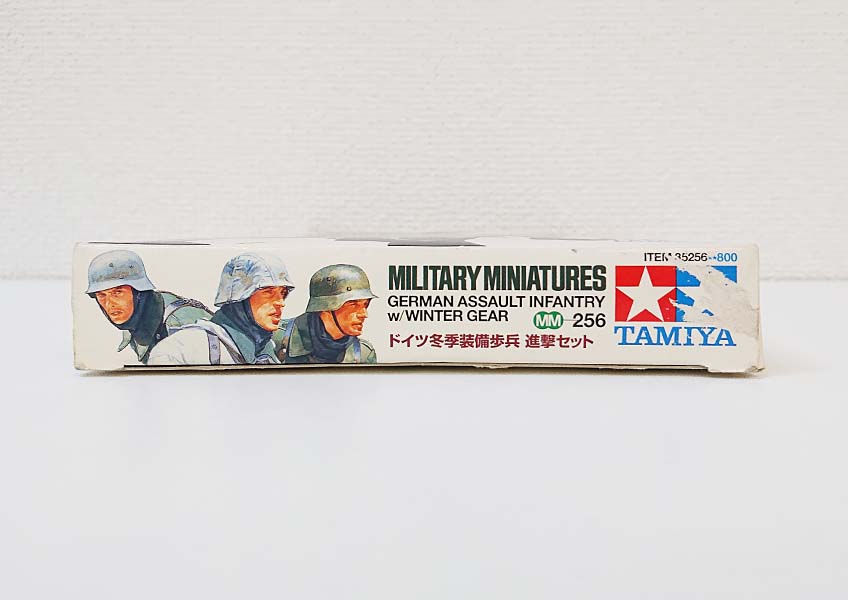 MILITARY MINIATURES
GERMAN ASSAULT INFANTRY
w/WINTER GEAR MM 256
ドイツ冬季装備歩兵 進撃セット
ITEM 35256**800
TAMIYA